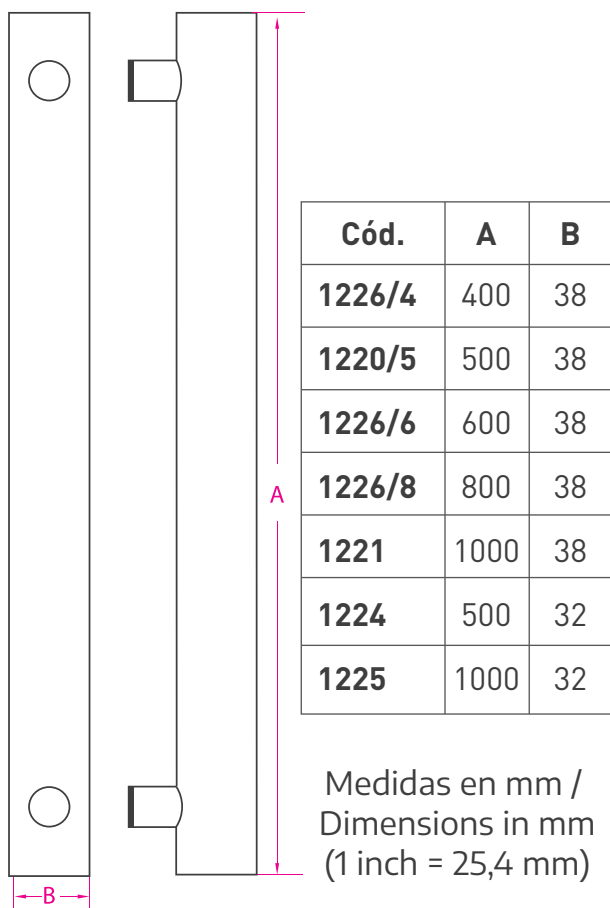 Cód. A B
1226/4 400 38
1220/5 500 38
1226/6 600 38
1226/8 800 38
1221 1000 38
1224 500 32
1225 1000 32
A
Medidas en mm /
Dimensions in mm
(1 inch = 25,4 mm)
B